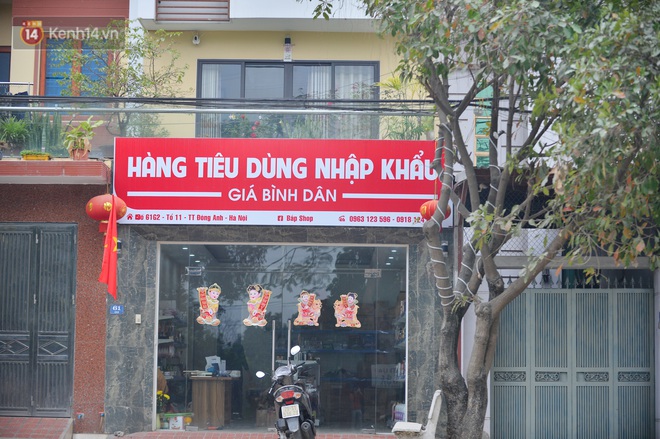 14 Kenh14.vn
HÀNG TIÊU DÙNG NHẬP KHẨU
GIÁ BÌNH DÂN
6162 - Tổ 11 - TT Đông Anh - Hà Nội
Bắp Shop
0963 123 596 - 0918
61